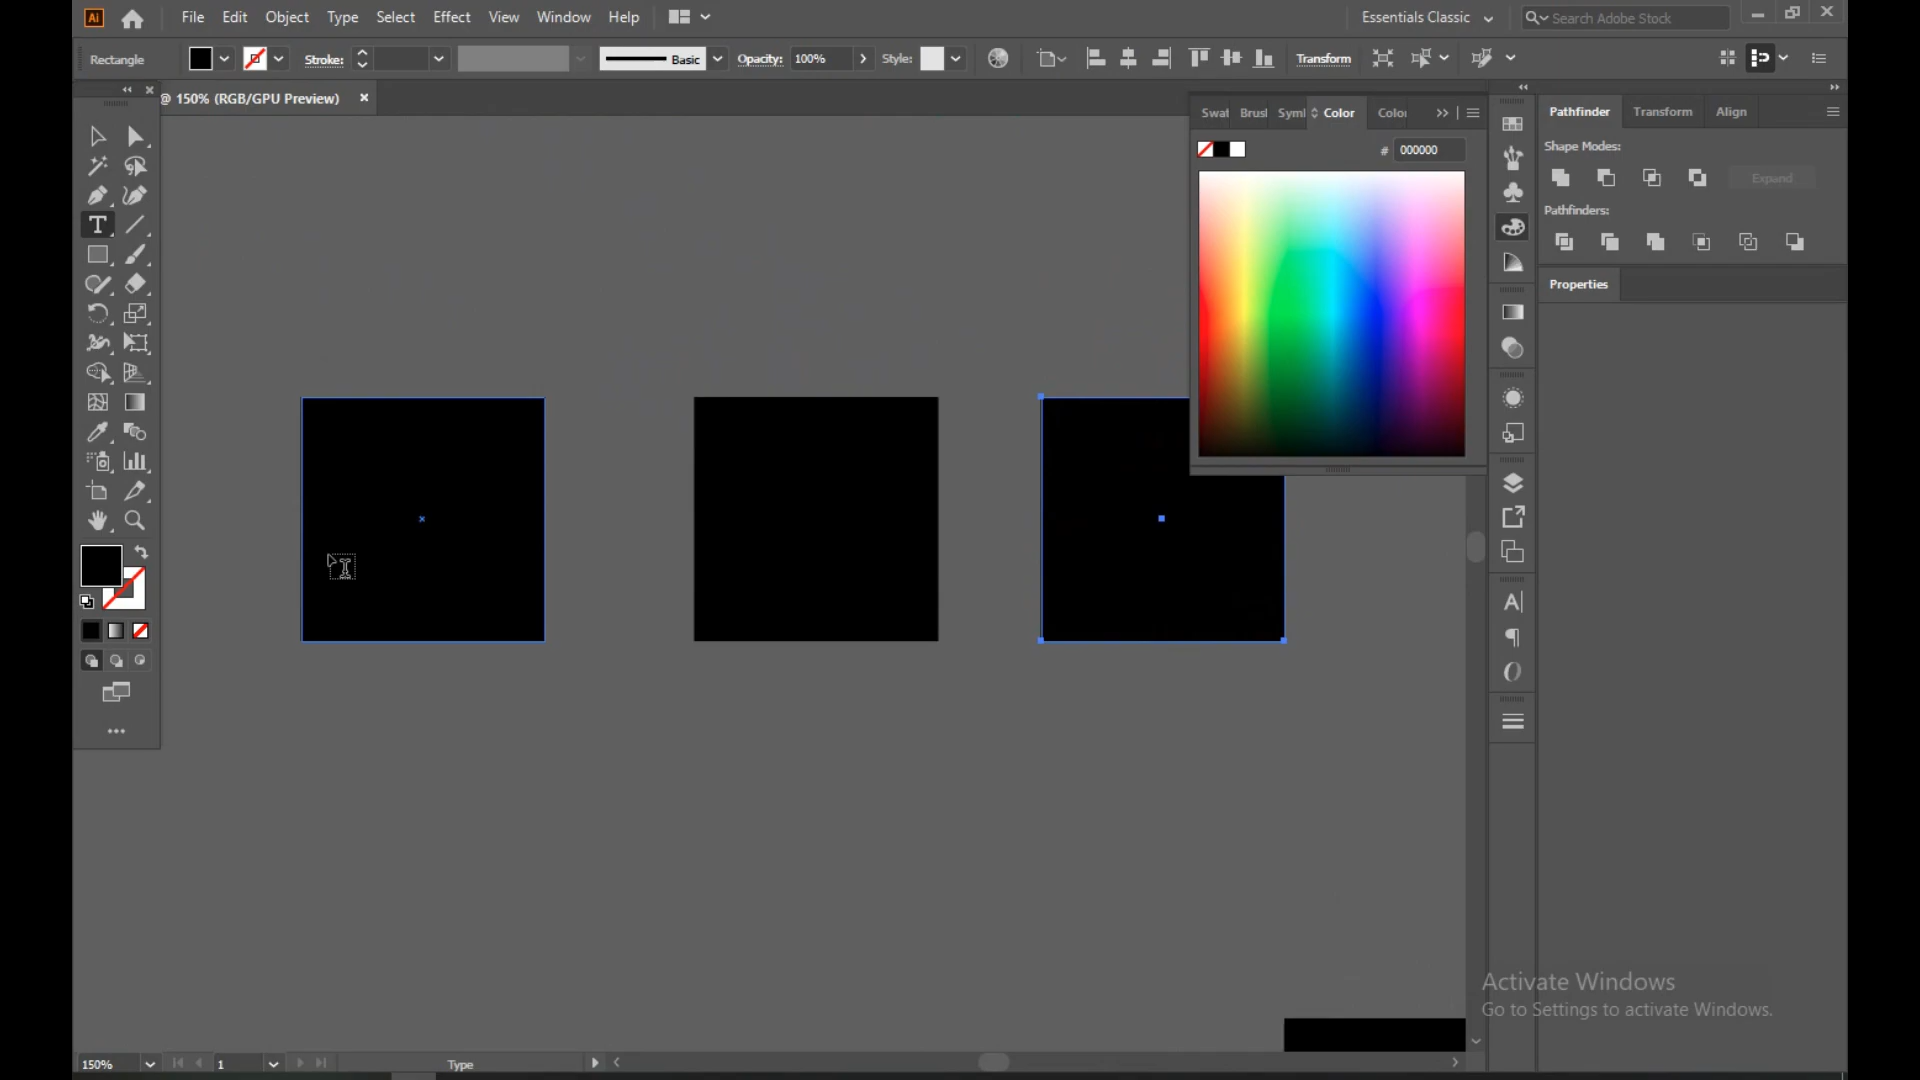 Ai File Edit Object Type Select Effect View Window Help Essentials Classic Search Adobe Stock
Rectangle Stroke: Basic Opacity: 100% Style: Transform
@ 150% (RGB/GPU Preview)
Swat Brusl Symi Color Color
# 000000
Pathfinder Transform Align
Shape Modes:
Expand
Pathfinders:
Properties
Activate Windows
Go to Settings to activate Windows.
150% 1 Type